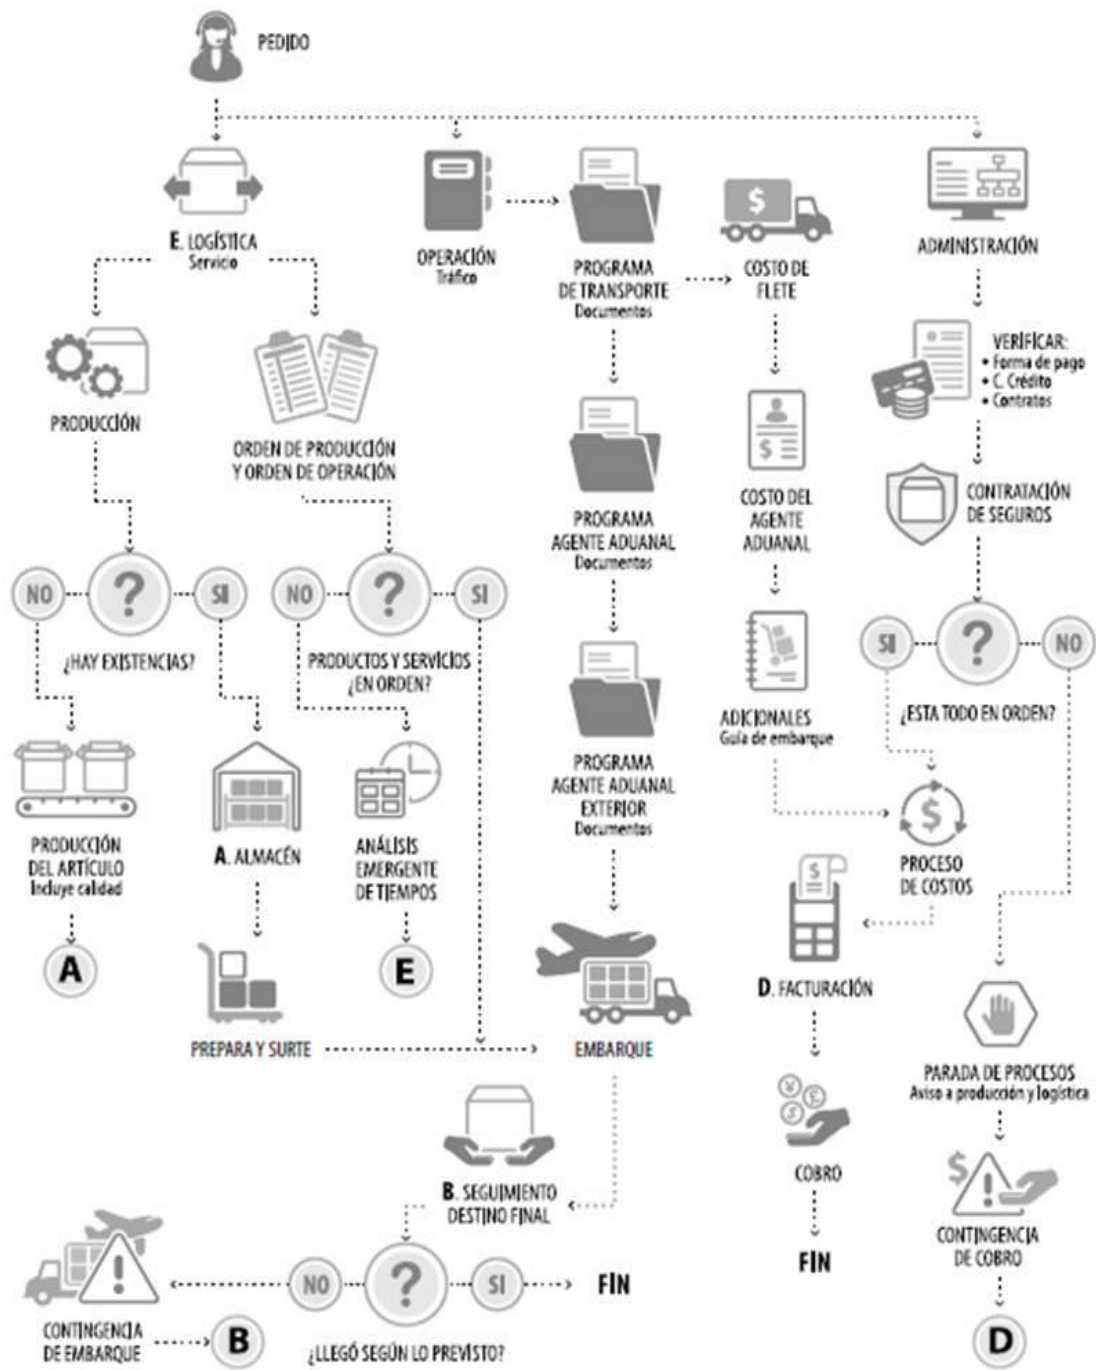 PEDIDO
E. LOGÍSTICA
Servicio
OPERACIÓN
Tráfico
PROGRAMA
DE TRANSPORTE
Documentos
$
COSTO DE
FLETE
ADMINISTRACIÓN
PRODUCCIÓN
ORDEN DE PRODUCCIÓN
Y ORDEN DE OPERACIÓN
VERIFICAR:
• Forma de pago
• C. Crédito
• Contratos
PROGRAMA
AGENTE ADUANAL
Documentos
$
COSTO DEL
AGENTE
ADUANAL
CONTRATACIÓN
DE SEGUROS
NO
?
SI
¿HAY EXISTENCIAS?
NO
?
SI
PRODUCTOS Y SERVICIOS
¿EN ORDEN?
SI
?
NO
¿ESTA TODO EN ORDEN?
ADICIONALES
Guía de embarque
PROGRAMA
AGENTE ADUANAL
EXTERIOR
Documentos
PRODUCCIÓN
DEL ARTÍCULO
Incluye calidad
A. ALMACÉN
ANÁLISIS
EMERGENTE
DE TIEMPOS
$
PROCESO
DE COSTOS
A
E
$
D. FACTURACIÓN
PREPARA Y SURTE
EMBARQUE
PARADA DE PROCESOS
Aviso a producción y logística
¥
£
$
COBRO
FIN
B. SEGUIMIENTO
DESTINO FINAL
$
!
CONTINGENCIA
DE COBRO
D
!
CONTINGENCIA
DE EMBARQUE
B
NO
?
SI
FIN
¿LLEGÓ SEGÚN LO PREVISTO?